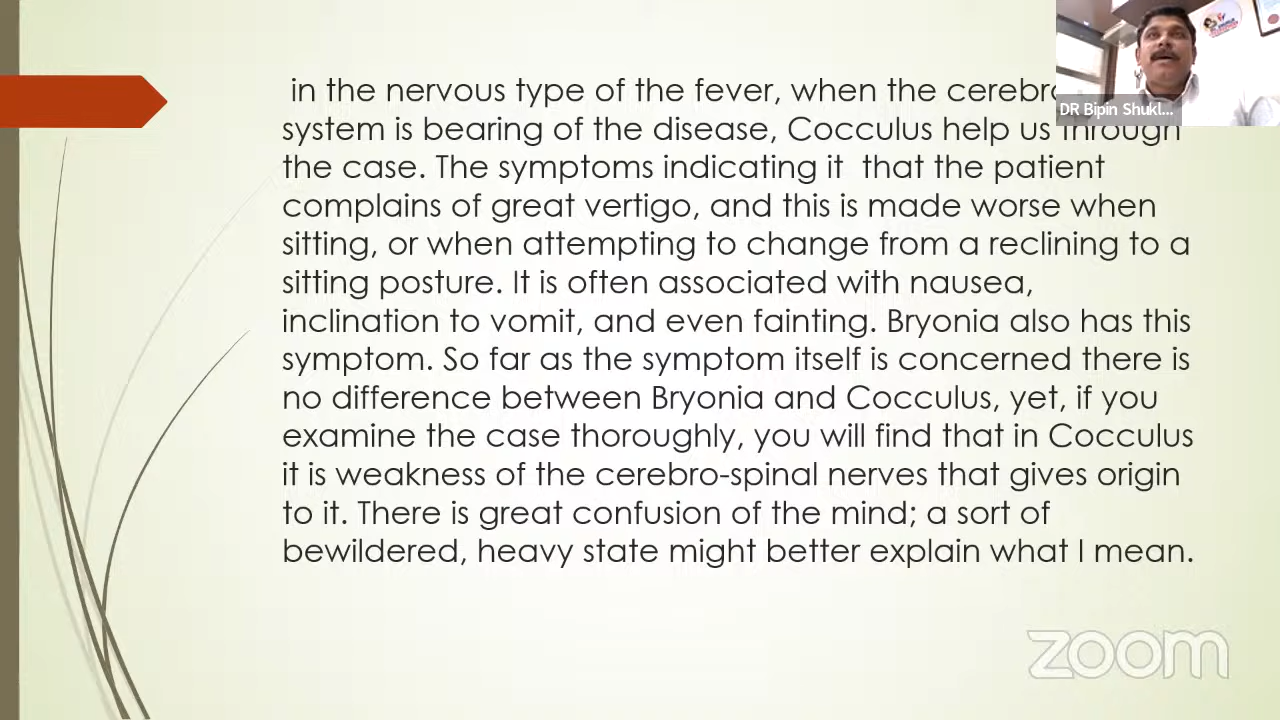 in the nervous type of the fever, when the
system is bearing of the disease, Cocculus help us through
the case. The symptoms indicating it that the patient
complains of great vertigo, and this is made worse when
sitting, or when attempting to change from a reclining to a
sitting posture. It is often associated with nausea,
inclination to vomit, and even fainting. Bryonia also has this
symptom. So far as the symptom itself is concerned there is
no difference between Bryonia and Cocculus, yet, if you
examine the case thoroughly, you will find that in Cocculus
it is weakness of the cerebro-spinal nerves that gives origin
to it. There is great confusion of the mind; a sort of
bewildered, heavy state might better explain what I mean.
DR Bipin Shukl...
zoom